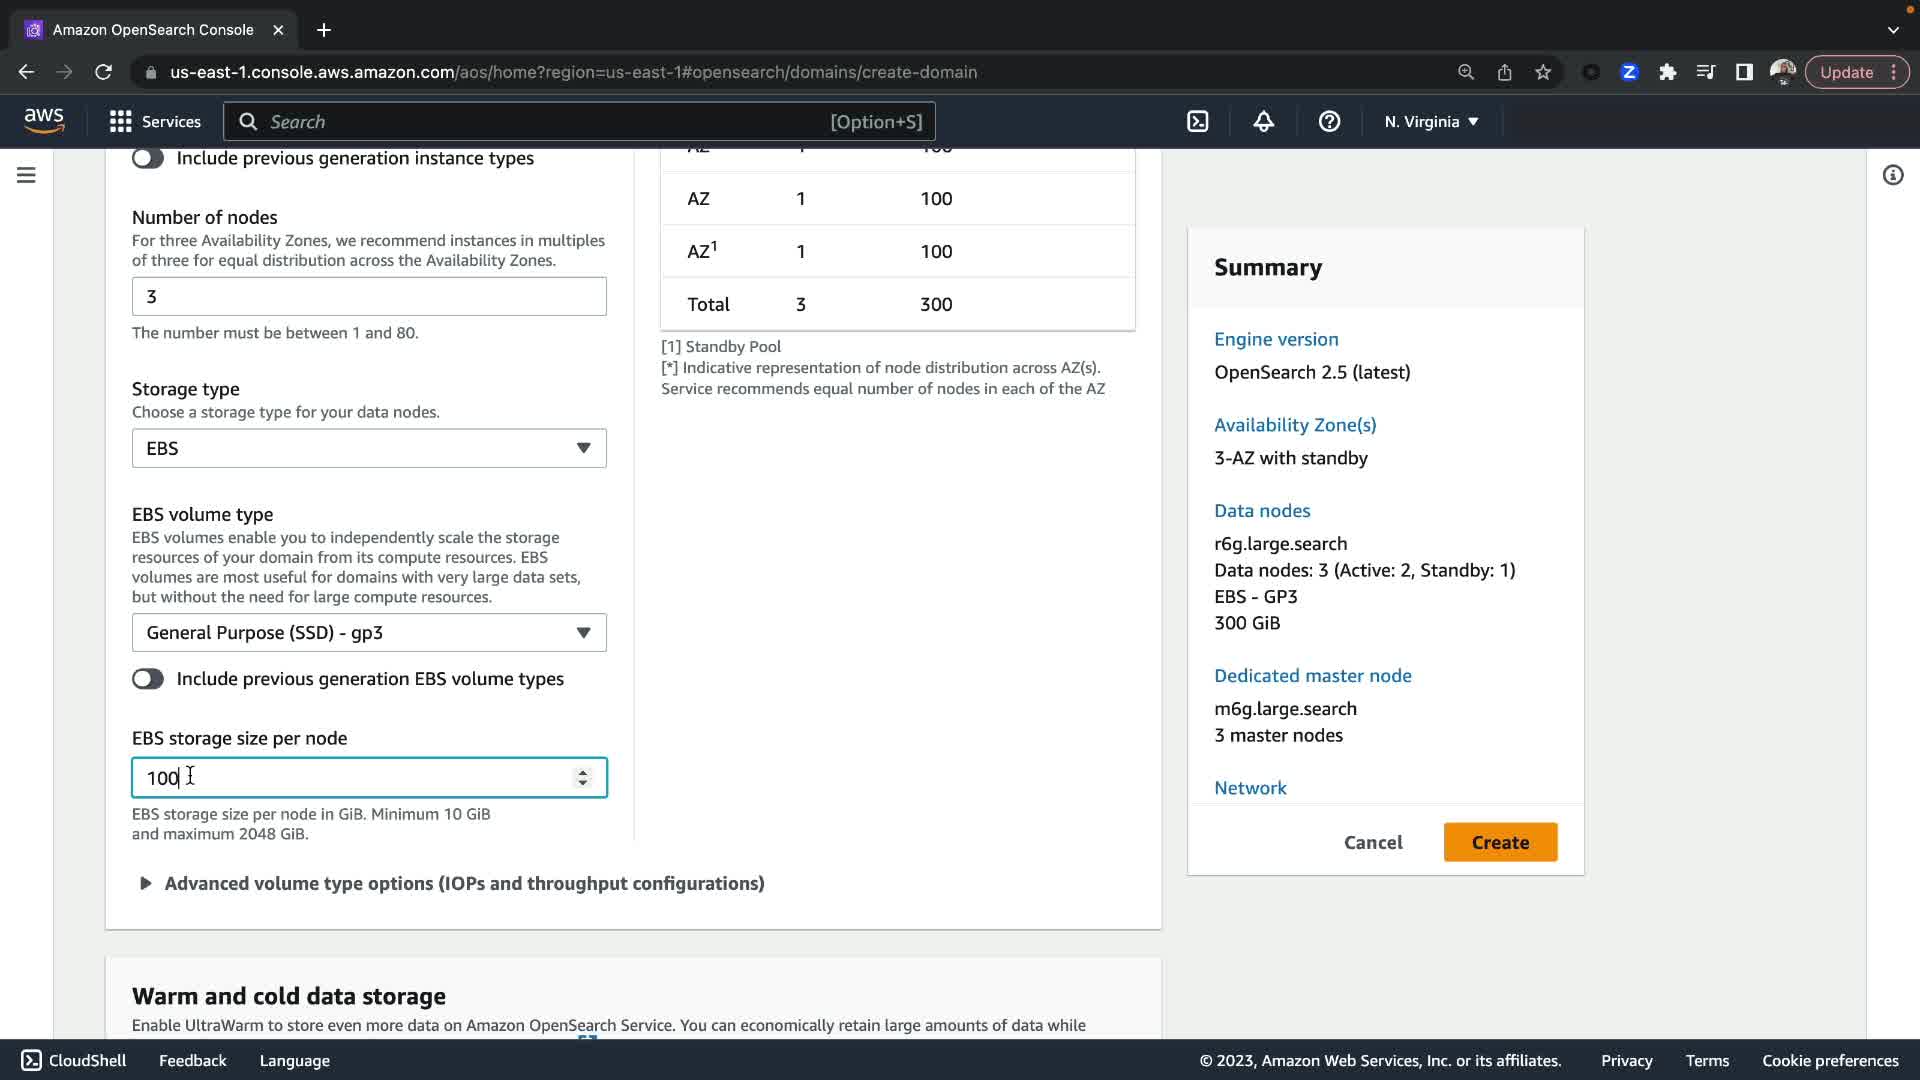 Amazon OpenSearch Console
us-east-1.console.aws.amazon.com/aos/home?region=us-east-1#opensearch/domains/create-domain
Update
aws
Services
Search
[Option+S]
N. Virginia
Include previous generation instance types
Number of nodes
For three Availability Zones, we recommend instances in multiples
of three for equal distribution across the Availability Zones.
3
The number must be between 1 and 80.
Storage type
Choose a storage type for your data nodes.
EBS
EBS volume type
EBS volumes enable you to independently scale the storage
resources of your domain from its compute resources. EBS
volumes are most useful for domains with very large data sets,
but without the need for large compute resources.
General Purpose (SSD) - gp3
Include previous generation EBS volume types
EBS storage size per node
100
EBS storage size per node in GiB. Minimum 10 GiB
and maximum 2048 GiB.
Advanced volume type options (IOPs and throughput configurations)
AZ 1 100
AZ 1 100
AZ¹ 1 100
Total 3 300
[1] Standby Pool
[*] Indicative representation of node distribution across AZ(s).
Service recommends equal number of nodes in each of the AZ
Summary
Engine version
OpenSearch 2.5 (latest)
Availability Zone(s)
3-AZ with standby
Data nodes
r6g.large.search
Data nodes: 3 (Active: 2, Standby: 1)
EBS - GP3
300 GiB
Dedicated master node
m6g.large.search
3 master nodes
Network
Cancel
Create
Warm and cold data storage
Enable UltraWarm to store even more data on Amazon OpenSearch Service. You can economically retain large amounts of data while
CloudShell
Feedback
Language
© 2023, Amazon Web Services, Inc. or its affiliates.
Privacy
Terms
Cookie preferences